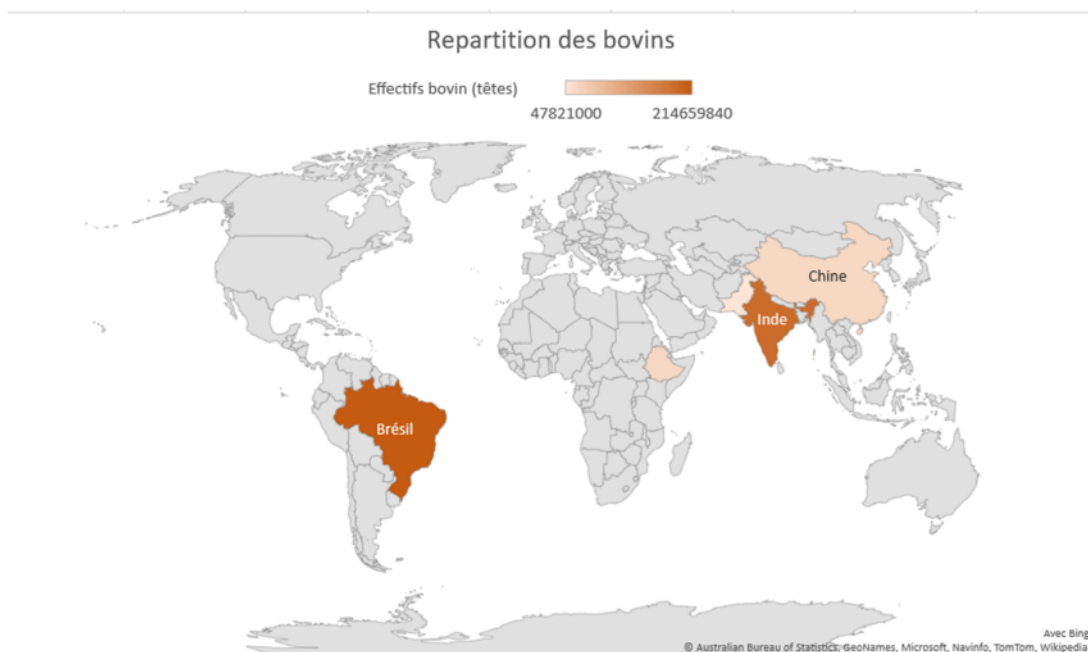 Repartition des bovins
Effectifs bovin (têtes)
47821000 214659840
Chine
Inde
Brésil
Avec Bing
© Australian Bureau of Statistics, GeoNames, Microsoft, Navinfo, TomTom, Wikipedia